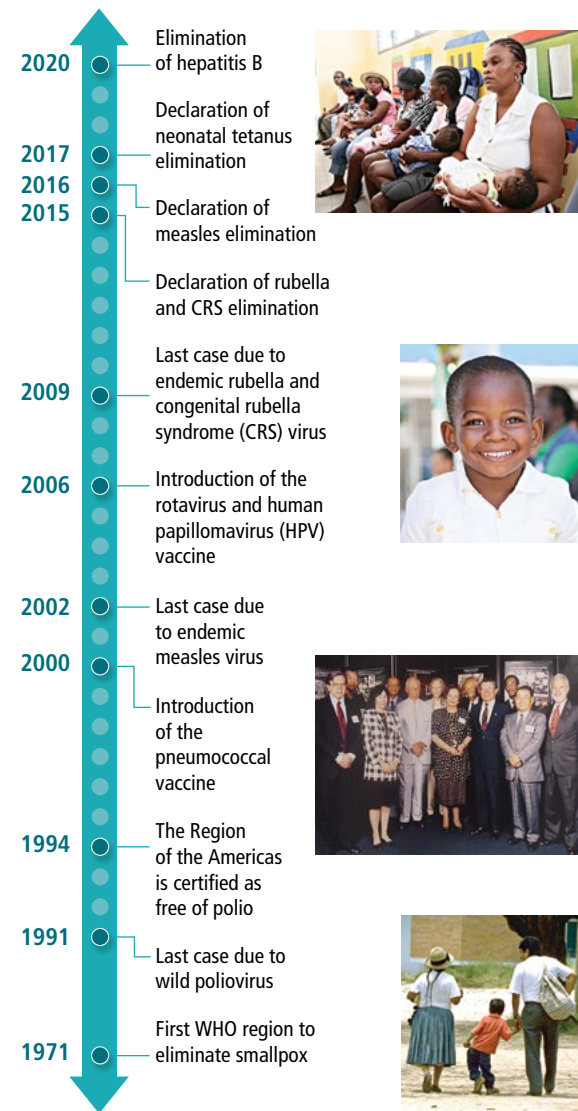 2020
Elimination
of hepatitis B
2017
Declaration of
neonatal tetanus
elimination
2016
Declaration of
measles elimination
2015
Declaration of rubella
and CRS elimination
2009
Last case due to
endemic rubella and
congenital rubella
syndrome (CRS) virus
2006
Introduction of the
rotavirus and human
papillomavirus (HPV)
vaccine
2002
Last case due
to endemic
measles virus
2000
Introduction
of the
pneumococcal
vaccine
1994
The Region
of the Americas
is certified as
free of polio
1991
Last case due to
wild poliovirus
1971
First WHO region to
eliminate smallpox